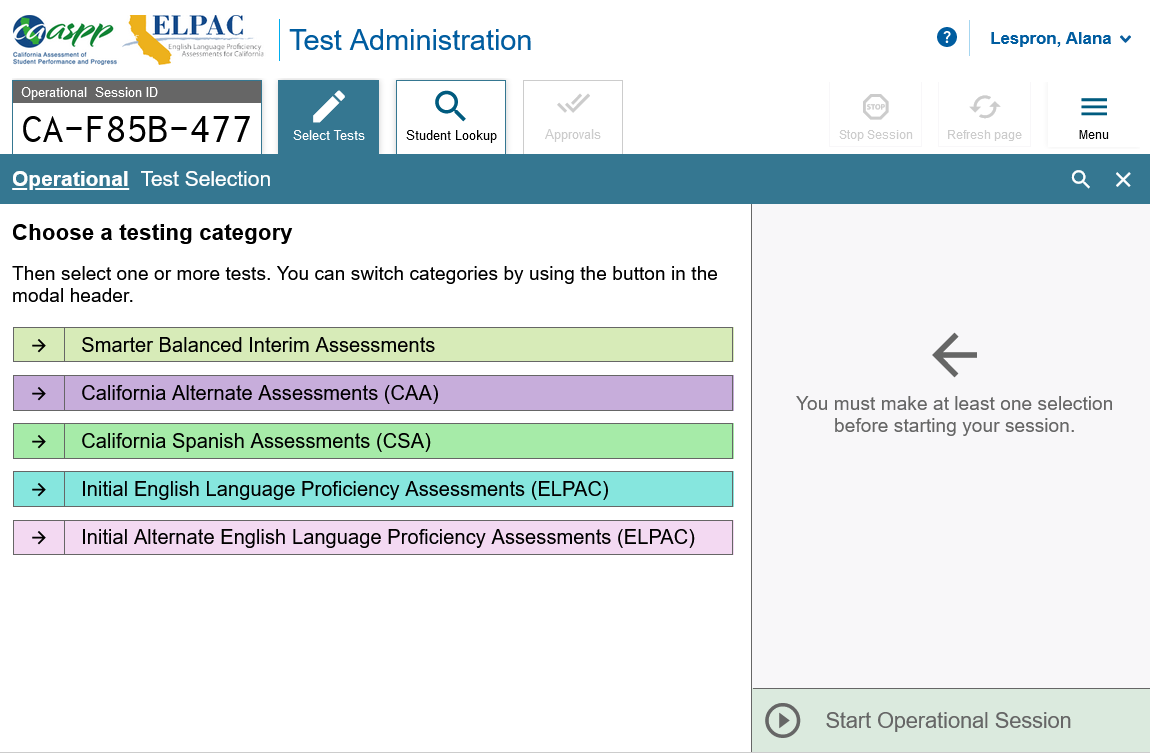 caaspp
California Assessment of
Student Performance and Progress
ELPAC
English Language Proficiency
Assessments for California
Test Administration
?
Lespron, Alana
Operational Session ID
CA-F85B-477
Select Tests
Student Lookup
Approvals
STOP
Stop Session
Refresh page
Menu
Operational Test Selection
Choose a testing category
Then select one or more tests. You can switch categories by using the button in the
modal header.
Smarter Balanced Interim Assessments
California Alternate Assessments (CAA)
California Spanish Assessments (CSA)
Initial English Language Proficiency Assessments (ELPAC)
Initial Alternate English Language Proficiency Assessments (ELPAC)
You must make at least one selection
before starting your session.
Start Operational Session